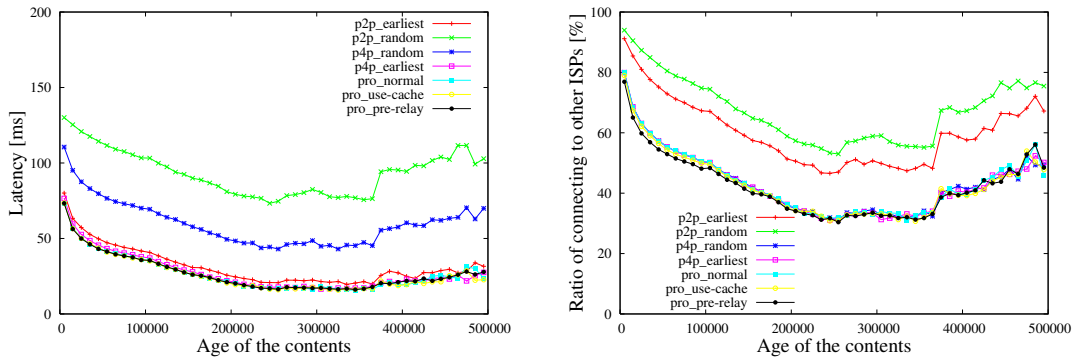 200
150
100
50
0
0
100000
200000
300000
400000
500000
Latency [ms]
Age of the contents
p2p_earliest
p2p_random
p4p_random
p4p_earliest
pro_normal
pro_use-cache
pro_pre-relay
100
80
60
40
20
0
0
100000
200000
300000
400000
500000
Ratio of connecting to other ISPs [%]
Age of the contents
p2p_earliest
p2p_random
p4p_random
p4p_earliest
pro_normal
pro_use-cache
pro_pre-relay